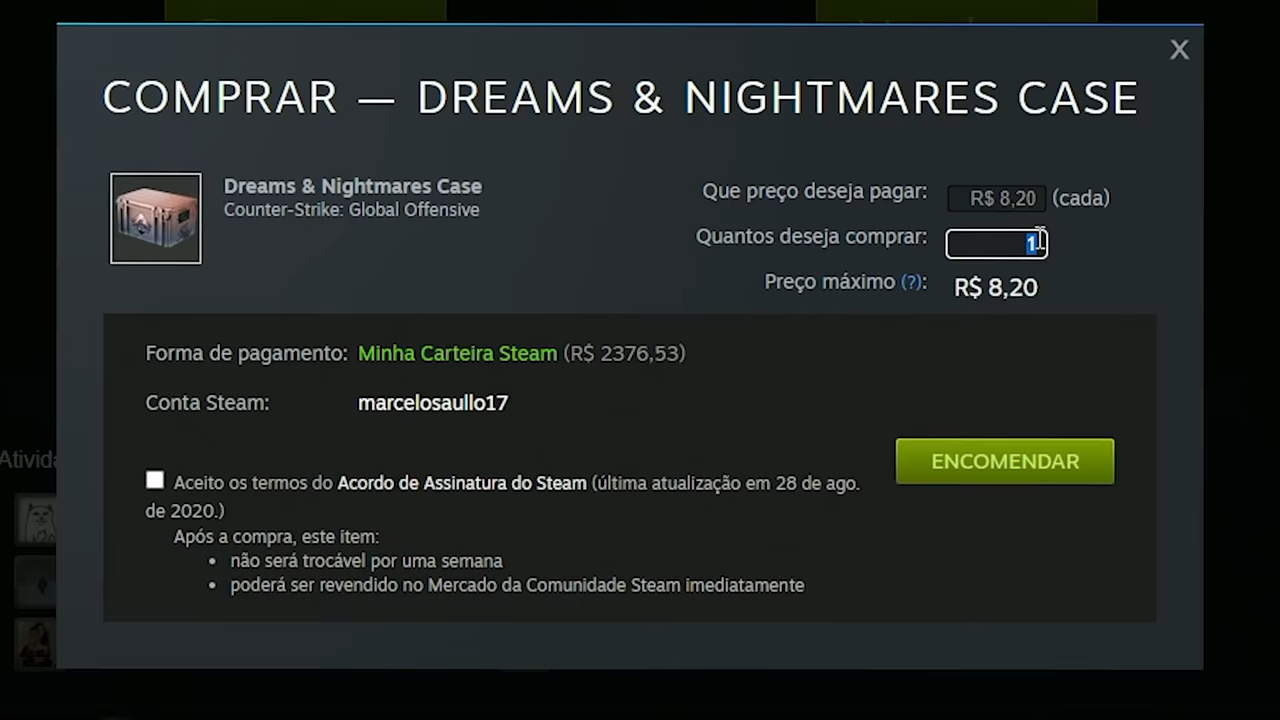 X
COMPRAR — DREAMS & NIGHTMARES CASE
Dreams & Nightmares Case
Counter-Strike: Global Offensive
Que preço deseja pagar: R$ 8,20 (cada)
Quantos deseja comprar: 1
Preço máximo (?): R$ 8,20
Forma de pagamento: Minha Carteira Steam (R$ 2376,53)
Conta Steam: marcelosaullo17
ENCOMENDAR
Aceito os termos do Acordo de Assinatura do Steam (última atualização em 28 de ago.
de 2020.)
Após a compra, este item:
• não será trocável por uma semana
• poderá ser revendido no Mercado da Comunidade Steam imediatamente
Ativida